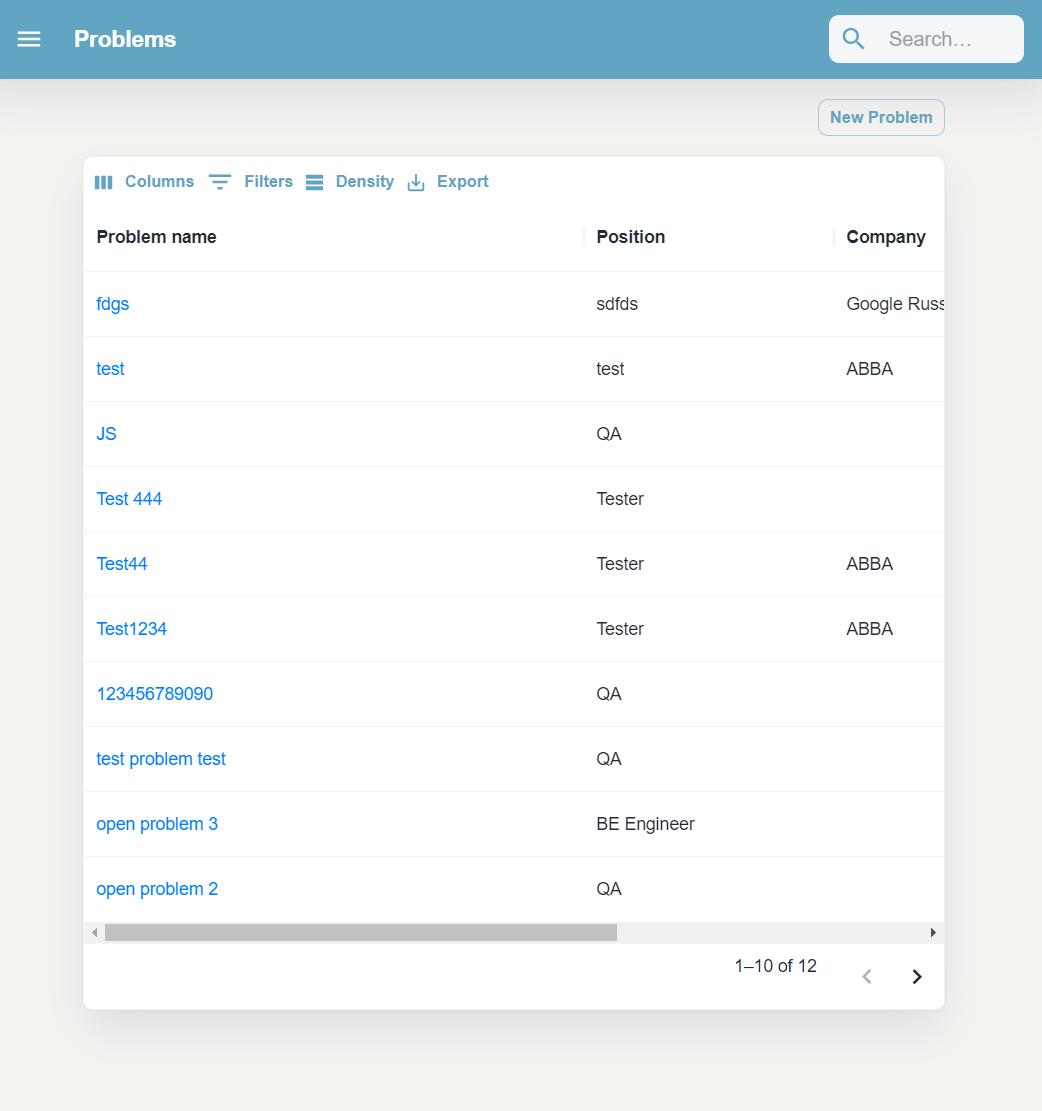 Problems Search…
New Problem
Columns Filters Density Export
Problem name Position Company
fdgs sdfds Google Russ
test test ABBA
JS QA
Test 444 Tester
Test44 Tester ABBA
Test1234 Tester ABBA
123456789090 QA
test problem test QA
open problem 3 BE Engineer
open problem 2 QA
1–10 of 12